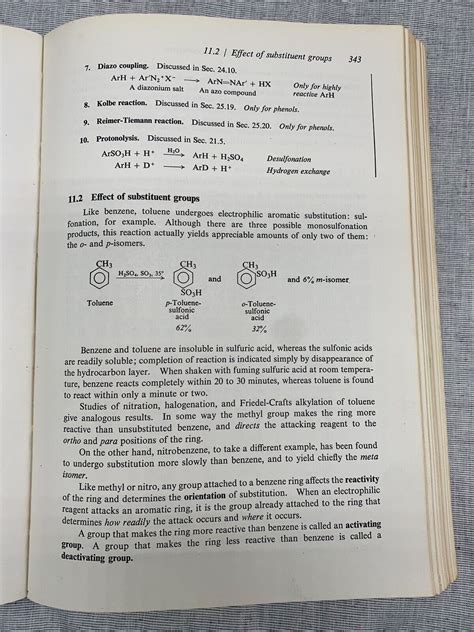 11.2 | Effect of substituent groups 343
7. Diazo coupling. Discussed in Sec. 24.10.
ArH + Ar′N₂⁺X⁻ → ArN=NAr′ + HX Only for highly
A diazonium salt An azo compound reactive ArH
8. Kolbe reaction. Discussed in Sec. 25.19. Only for phenols.
9. Reimer-Tiemann reaction. Discussed in Sec. 25.20. Only for phenols.
10. Protonolysis. Discussed in Sec. 21.5.
ArSO₃H + H⁺ H₂O → ArH + H₂SO₄ Desulfonation
ArH + D⁺ → ArD + H⁺ Hydrogen exchange
11.2 Effect of substituent groups
Like benzene, toluene undergoes electrophilic aromatic substitution: sul-
fonation, for example. Although there are three possible monosulfonation
products, this reaction actually yields appreciable amounts of only two of them:
the o- and p-isomers.
CH₃ CH₃ CH₃
H₂SO₄, SO₃, 35° → and SO₃H and 6% m-isomer
SO₃H
Toluene p-Toluene- o-Toluene-
sulfonic sulfonic
acid acid
62% 32%
Benzene and toluene are insoluble in sulfuric acid, whereas the sulfonic acids
are readily soluble; completion of reaction is indicated simply by disappearance of
the hydrocarbon layer. When shaken with fuming sulfuric acid at room tempera-
ture, benzene reacts completely within 20 to 30 minutes, whereas toluene is found
to react within only a minute or two.
Studies of nitration, halogenation, and Friedel-Crafts alkylation of toluene
give analogous results. In some way the methyl group makes the ring more
reactive than unsubstituted benzene, and directs the attacking reagent to the
ortho and para positions of the ring.
On the other hand, nitrobenzene, to take a different example, has been found
to undergo substitution more slowly than benzene, and to yield chiefly the meta
isomer.
Like methyl or nitro, any group attached to a benzene ring affects the reactivity
of the ring and determines the orientation of substitution. When an electrophilic
reagent attacks an aromatic ring, it is the group already attached to the ring that
determines how readily the attack occurs and where it occurs.
A group that makes the ring more reactive than benzene is called an activating
group. A group that makes the ring less reactive than benzene is called a
deactivating group.